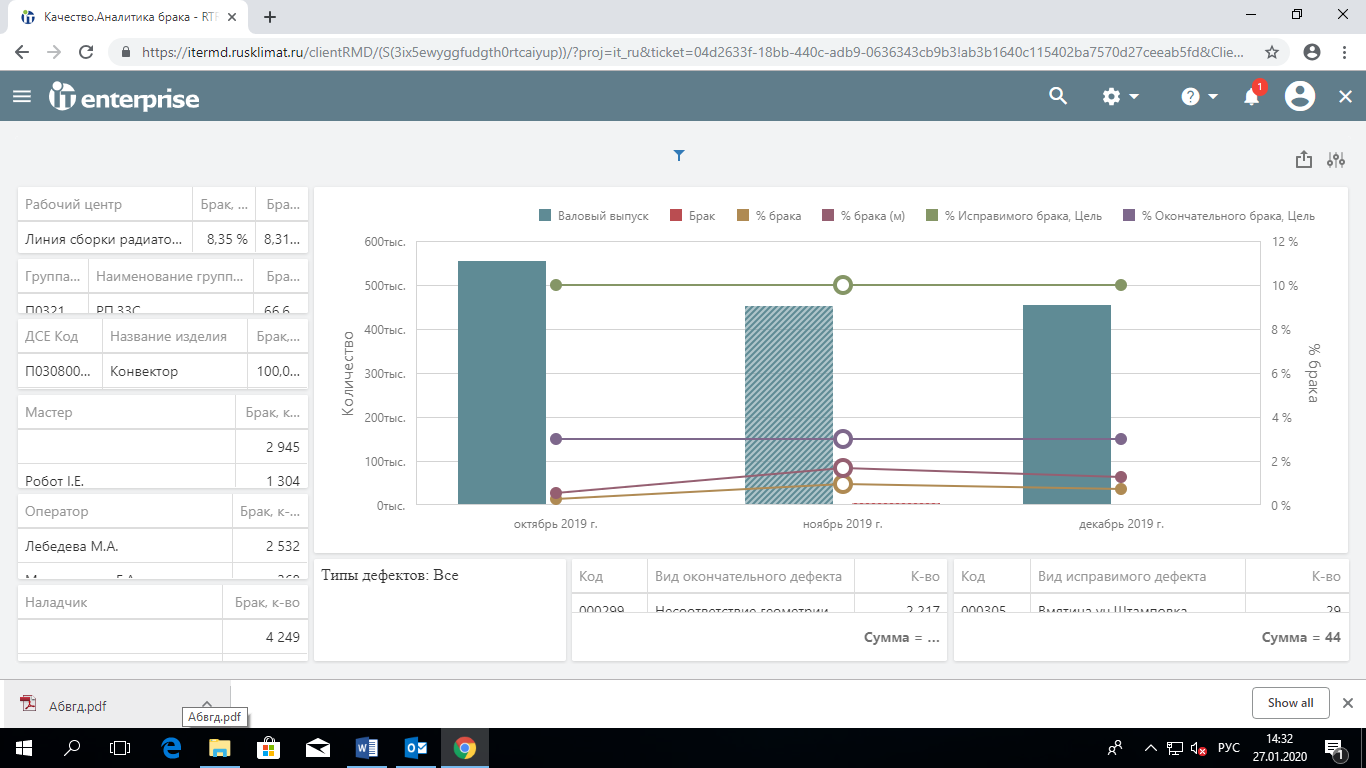 Качество.Аналитика брака - RTP
https://itermd.rusklimat.ru/clientRMD/(S(3ix5ewyggfudgth0rtcaiyup))/?proj=it_ru&ticket=04d2633f-18bb-440c-adb9-0636343cb9b3!ab3b1640c115402ba7570d27ceeab5fd&Clie...
it enterprise
1
Рабочий центр Брак, ... Бра...
Линия сборки радиато... 8,35 % 8,31...
Группа... Наименование групп... Бра...
П0321 РП 33С 66,6
ДСЕ Код Название изделия Брак,...
П030800... Конвектор 100,0...
Мастер Брак, к...
2 945
Робот I.E. 1 304
Оператор Брак, к-...
Лебедева М.А. 2 532
Наладчик Брак, к-во
4 249
Валовый выпуск Брак % брака % брака (м) % Исправимого брака, Цель % Окончательного брака, Цель
600тыс. 12 %
500тыс. 10 %
400тыс. 8 %
300тыс. 6 %
200тыс. 4 %
100тыс. 2 %
0тыс. 0 %
Количество
% брака
октябрь 2019 г. ноябрь 2019 г. декабрь 2019 г.
Типы дефектов: Все
Код Вид окончательного дефекта К-во
000299 Несоответствие геометрии 2 217
Сумма = ...
Код Вид исправимого дефекта К-во
000305 Вмятина уч.Штамповка 29
Сумма = 44
Абвгд.pdf
Абвгд.pdf
Show all
РУС
14:32
27.01.2020
1